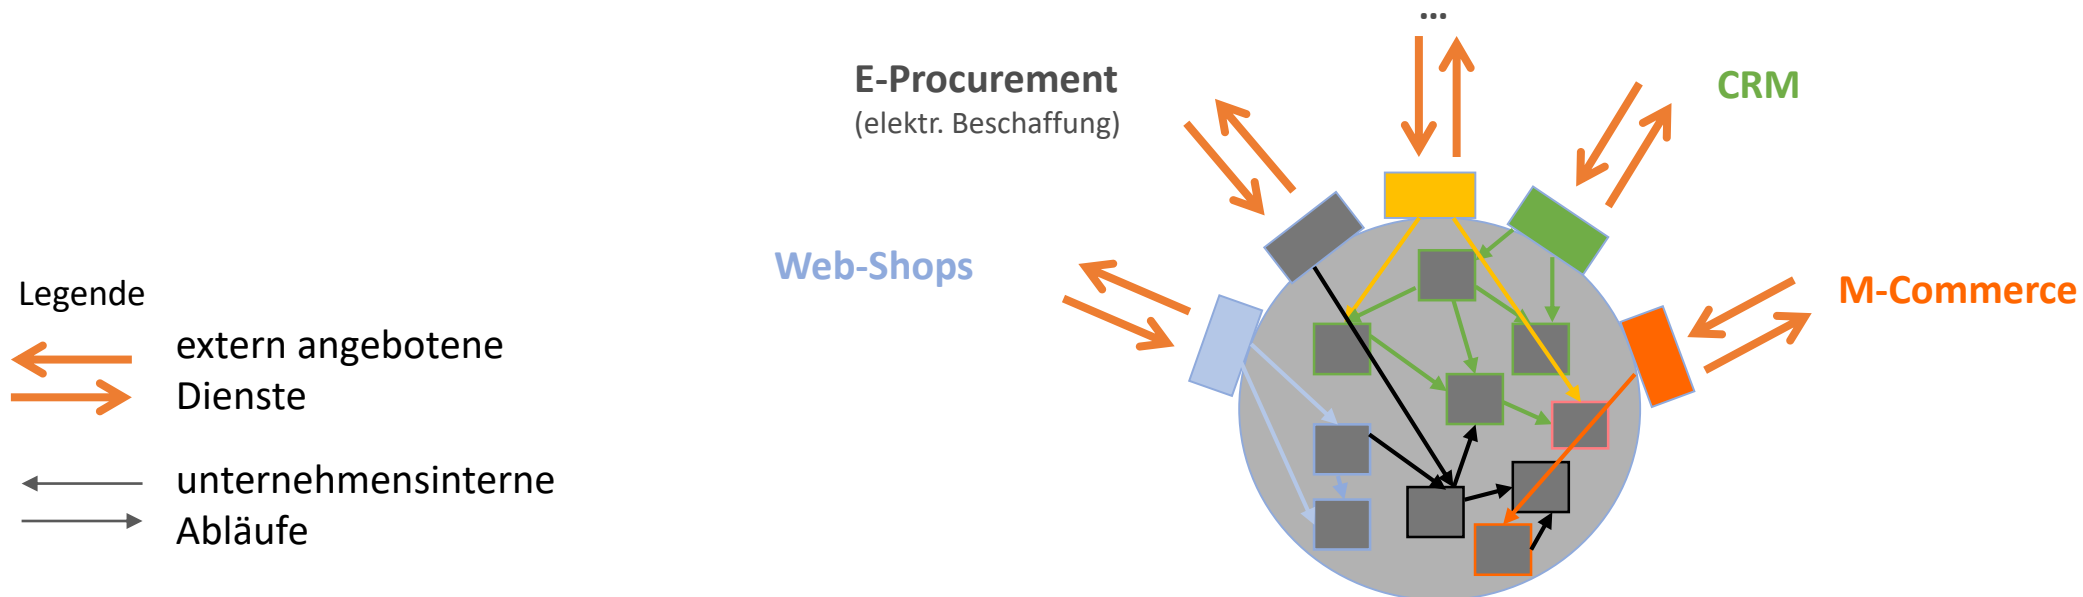 ...
E-Procurement
(elektr. Beschaffung)
CRM
Web-Shops
M-Commerce
Legende
extern angebotene
Dienste
unternehmensinterne
Abläufe